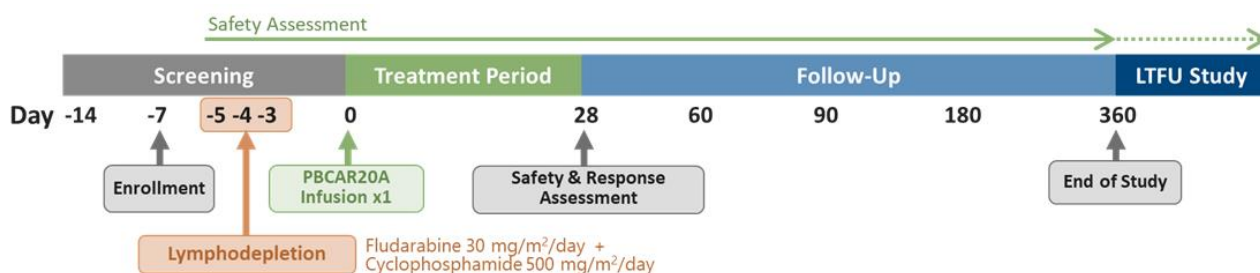 Safety Assessment
Screening Treatment Period Follow-Up LTFU Study
Day -14 -7 -5 -4 -3 0 28 60 90 180 360
Enrollment
PBCAR20A
Infusion x1
Safety & Response
Assessment
End of Study
Lymphodepletion
Fludarabine 30 mg/m²/day +
Cyclophosphamide 500 mg/m²/day